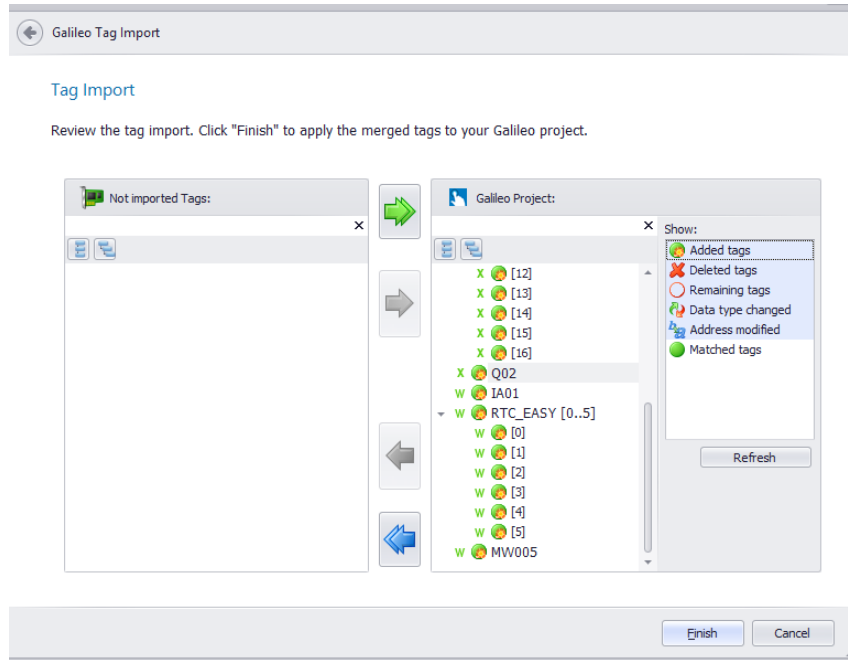 Galileo Tag Import
Tag Import
Review the tag import. Click "Finish" to apply the merged tags to your Galileo project.
Not imported Tags:
Galileo Project:
Show:
X [12]
X [13]
X [14]
X [15]
X [16]
X Q02
W IA01
W RTC_EASY [0..5]
W [0]
W [1]
W [2]
W [3]
W [4]
W [5]
W MW005
Added tags
Deleted tags
Remaining tags
Data type changed
Address modified
Matched tags
Refresh
Finish
Cancel